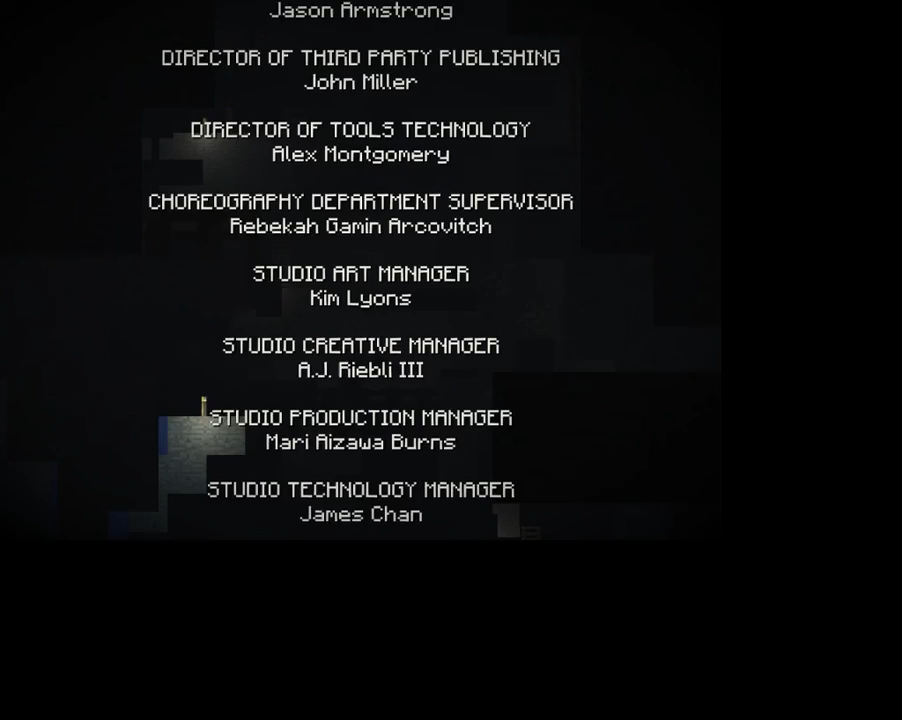 Jason Armstrong
DIRECTOR OF THIRD PARTY PUBLISHING
John Miller
DIRECTOR OF TOOLS TECHNOLOGY
Alex Montgomery
CHOREOGRAPHY DEPARTMENT SUPERVISOR
Rebekah Gamin Arcovitch
STUDIO ART MANAGER
Kim Lyons
STUDIO CREATIVE MANAGER
A.J. Riebli III
STUDIO PRODUCTION MANAGER
Mari Aizawa Burns
STUDIO TECHNOLOGY MANAGER
James Chan